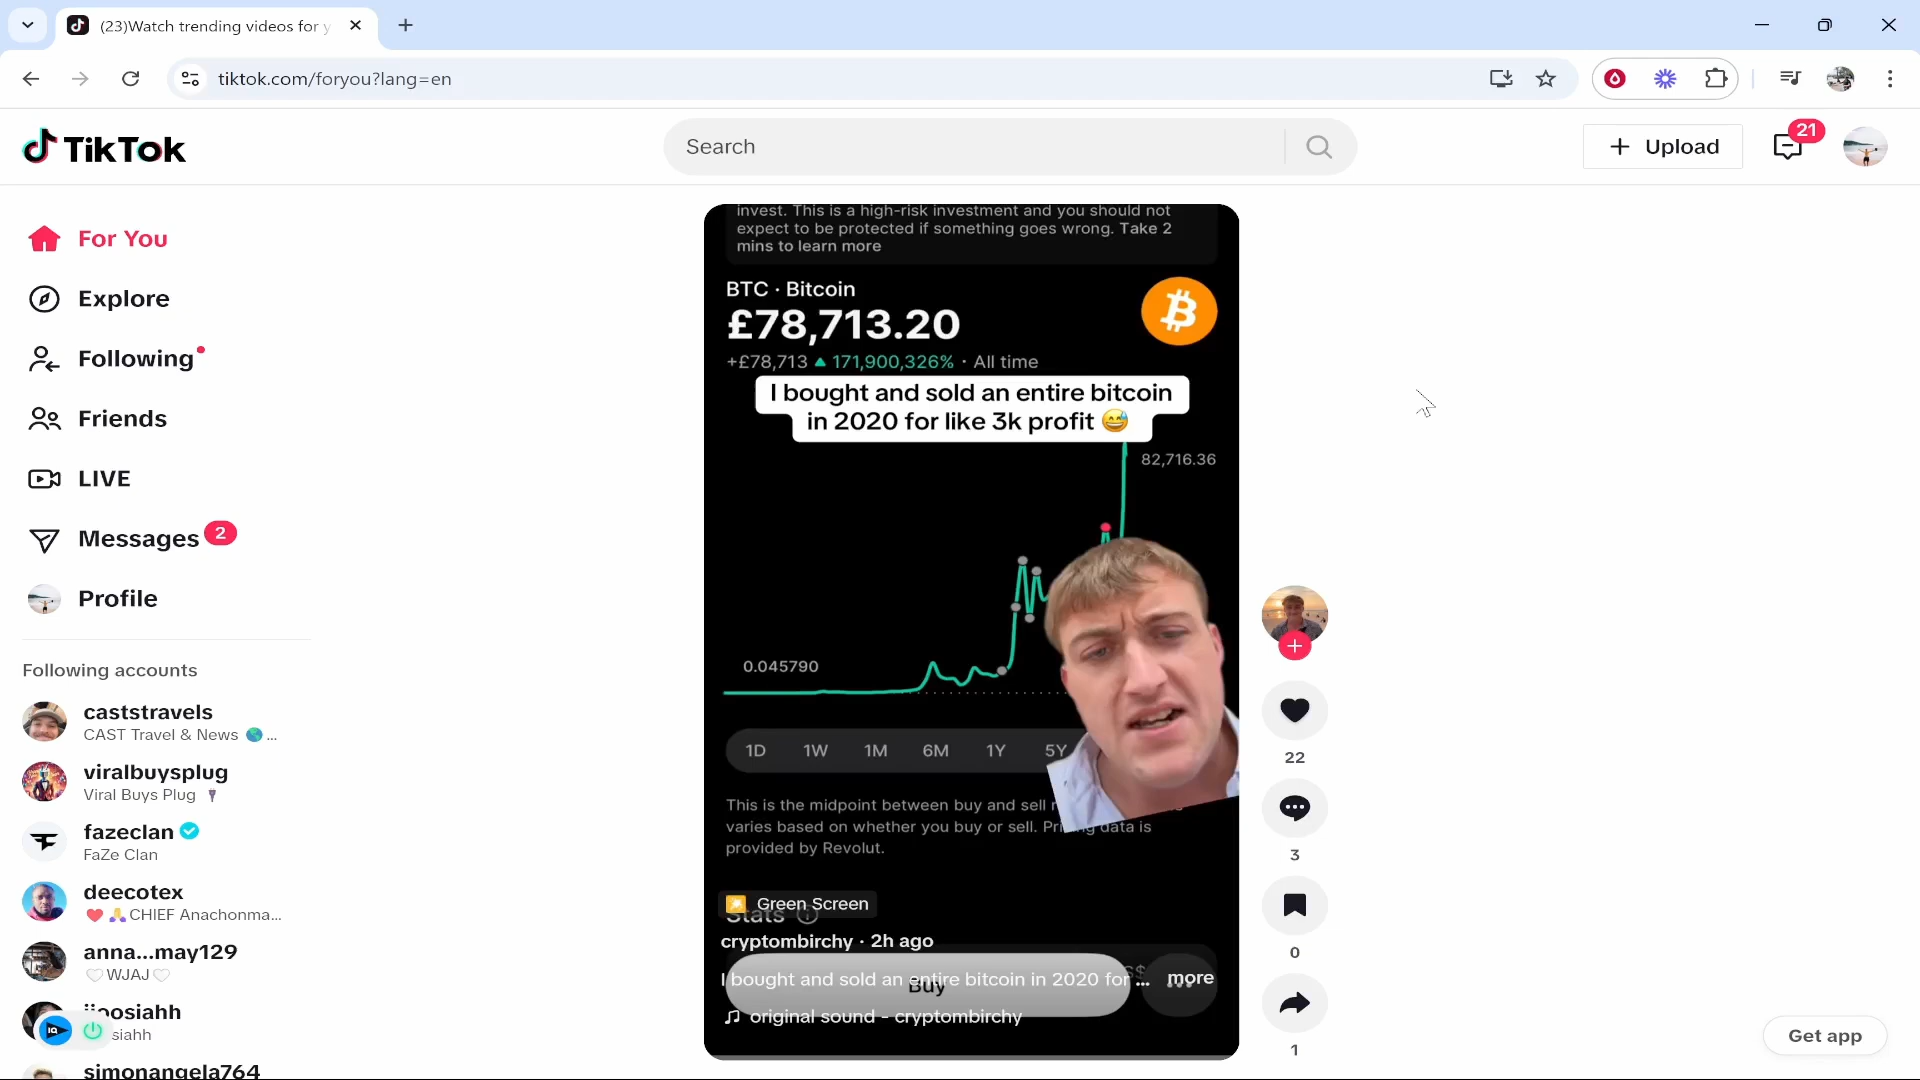 (23)Watch trending videos for y
tiktok.com/foryou?lang=en
TikTok
Search
Upload
21
For You
Explore
Following
Friends
LIVE
Messages 2
Profile
Following accounts
caststravels
CAST Travel & News 🌎 ...
viralbuysplug
Viral Buys Plug
fazeclan
FaZe Clan
deecotex
❤️🙏CHIEF Anachonma...
anna...may129
🤍WJAJ🤍
jjoosiahh
siahh
simonangela764
invest. This is a high-risk investment and you should not
expect to be protected if something goes wrong. Take 2
mins to learn more
BTC · Bitcoin
£78,713.20
+£78,713 ▲ 171,900,326% · All time
I bought and sold an entire bitcoin
in 2020 for like 3k profit 😅
82,716.36
0.045790
1D 1W 1M 6M 1Y 5Y
This is the midpoint between buy and sell
varies based on whether you buy or sell. Pricing data is
provided by Revolut.
Green Screen
Stats
cryptombirchy · 2h ago
I bought and sold an entire bitcoin in 2020 for ... more
Buy
original sound - cryptombirchy
22
3
0
1
Get app